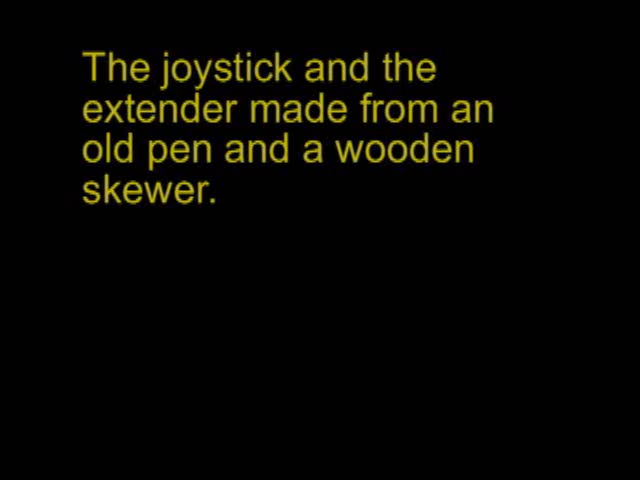 The joystick and the
extender made from an
old pen and a wooden
skewer.